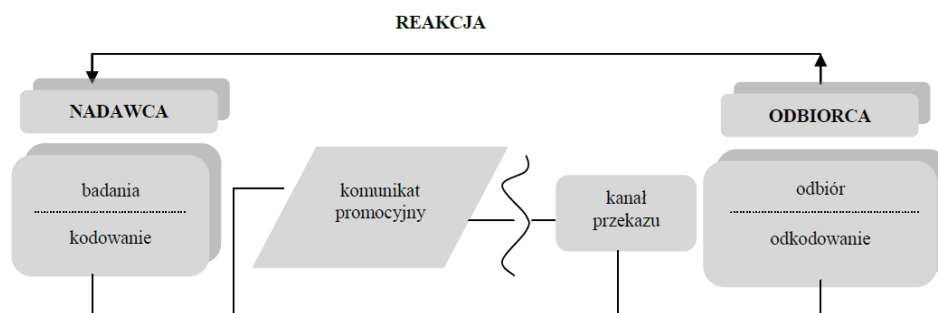 REAKCJA
NADAWCA
ODBIORCA
badania
kodowanie
komunikat
promocyjny
kanał
przekazu
odbiór
odkodowanie